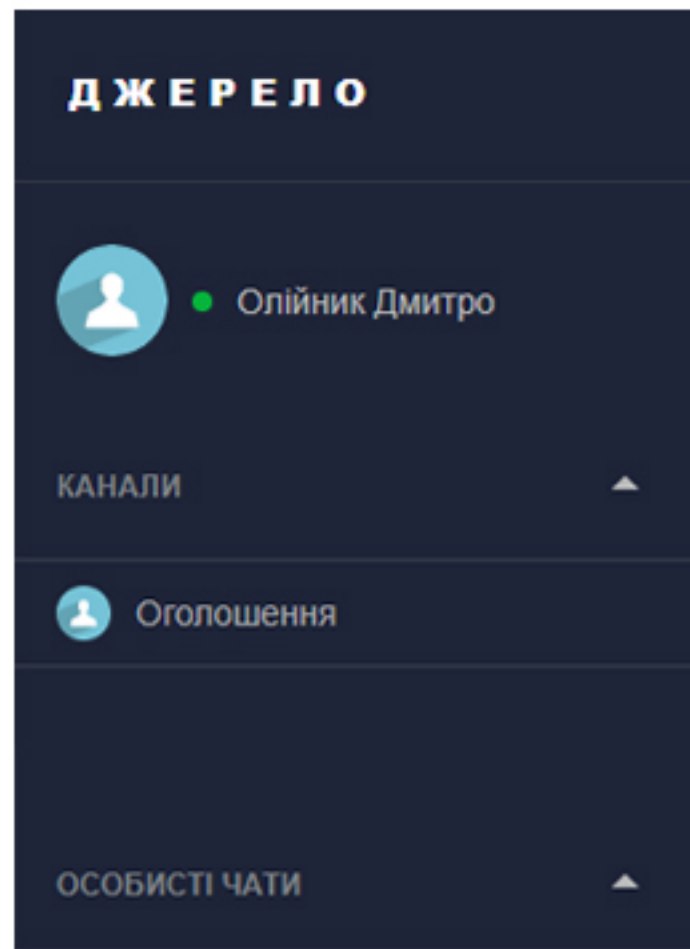 ДЖЕРЕЛО
Олійник Дмитро
КАНАЛИ
Оголошення
ОСОБИСТІ ЧАТИ